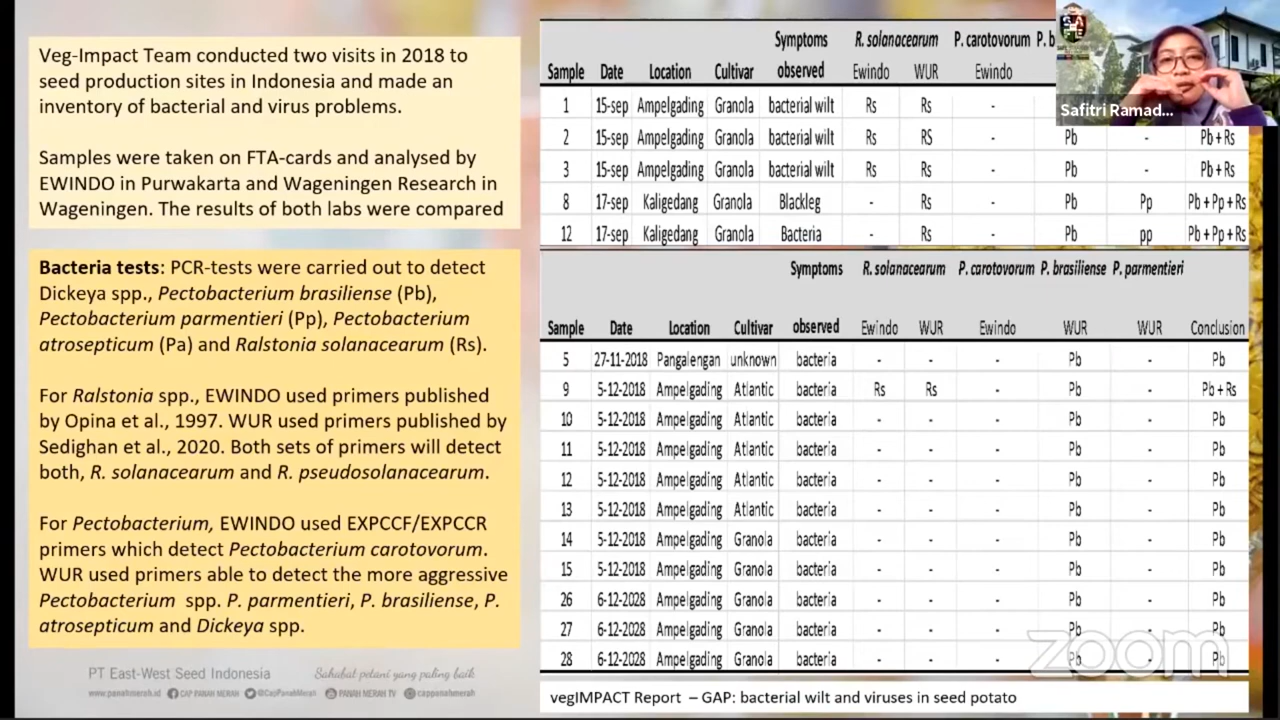 Veg-Impact Team conducted two visits in 2018 to
seed production sites in Indonesia and made an
inventory of bacterial and virus problems.
Samples were taken on FTA-cards and analysed by
EWINDO in Purwakarta and Wageningen Research in
Wageningen. The results of both labs were compared
Bacteria tests: PCR-tests were carried out to detect
Dickeya spp., Pectobacterium brasiliense (Pb),
Pectobacterium parmentieri (Pp), Pectobacterium
atrosepticum (Pa) and Ralstonia solanacearum (Rs).
For Ralstonia spp., EWINDO used primers published
by Opina et al., 1997. WUR used primers published by
Sedighan et al., 2020. Both sets of primers will detect
both, R. solanacearum and R. pseudosolanacearum.
For Pectobacterium, EWINDO used EXPCCF/EXPCCR
primers which detect Pectobacterium carotovorum.
WUR used primers able to detect the more aggressive
Pectobacterium spp. P. parmentieri, P. brasiliense, P.
atrosepticum and Dickeya spp.
PT East-West Seed Indonesia Sahabat petani yang paling baik
www.panahmerah.id CAP PANAH MERAH @CapPanahMerah PANAH MERAH TV cappanahmerah
Symptoms R. solanacearum P. carotovorum P. b
Sample Date Location Cultivar observed Ewindo WUR Ewindo
1 15-sep Ampelgading Granola bacterial wilt Rs Rs -
2 15-sep Ampelgading Granola bacterial wilt Rs RS - Pb - Pb + Rs
3 15-sep Ampelgading Granola bacterial wilt Rs Rs - Pb - Pb + Rs
8 17-sep Kaligedang Granola Blackleg - Rs - Pb Pp Pb + Pp + Rs
12 17-sep Kaligedang Granola Bacteria - Rs - Pb pp Pb + Pp + Rs
Symptoms R. solanacearum P. carotovorum P. brasiliense P. parmentieri
Sample Date Location Cultivar observed Ewindo WUR Ewindo WUR WUR Conclusion
5 27-11-2018 Pangalengan unknown bacteria - - - Pb - Pb
9 5-12-2018 Ampelgading Atlantic bacteria Rs Rs - Pb - Pb + Rs
10 5-12-2018 Ampelgading Atlantic bacteria - - - Pb - Pb
11 5-12-2018 Ampelgading Atlantic bacteria - - - Pb - Pb
12 5-12-2018 Ampelgading Atlantic bacteria - - - Pb - Pb
13 5-12-2018 Ampelgading Atlantic bacteria - - - Pb - Pb
14 5-12-2018 Ampelgading Granola bacteria - - - Pb - Pb
15 5-12-2018 Ampelgading Granola bacteria - - - Pb - Pb
26 6-12-2028 Ampelgading Granola bacteria - - - Pb - Pb
27 6-12-2028 Ampelgading Granola bacteria - - - Pb - Pb
28 6-12-2028 Ampelgading Granola bacteria - - - Pb - Pb
vegIMPACT Report – GAP: bacterial wilt and viruses in seed potato
Safitri Ramad...
zoom